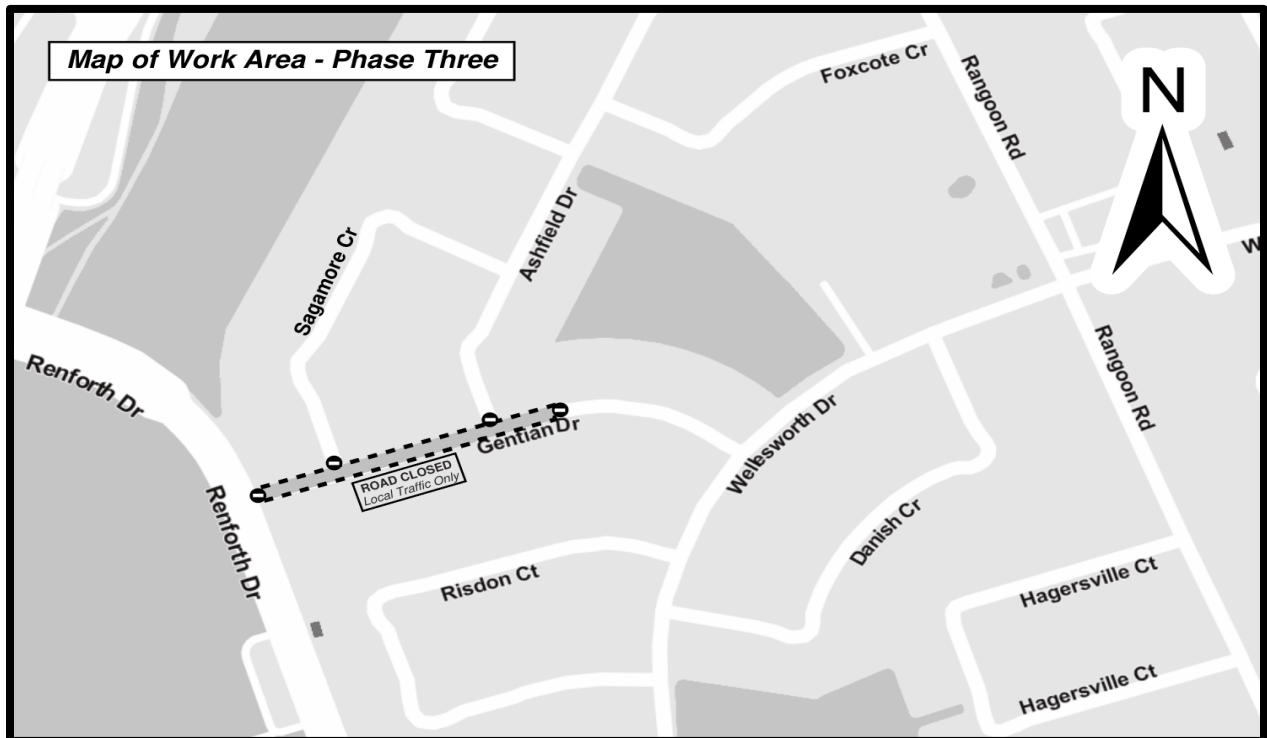 Map of Work Area - Phase Three
N
Foxcote Cr
Rangoon Rd
Ashfield Dr
Sagamore Cr
W
Renforth Dr
Rangoon Rd
Gentian Dr
Wellesworth Dr
ROAD CLOSED
Local Traffic Only
Renforth Dr
Danish Cr
Risdon Ct
Hagersville Ct
Hagersville Ct